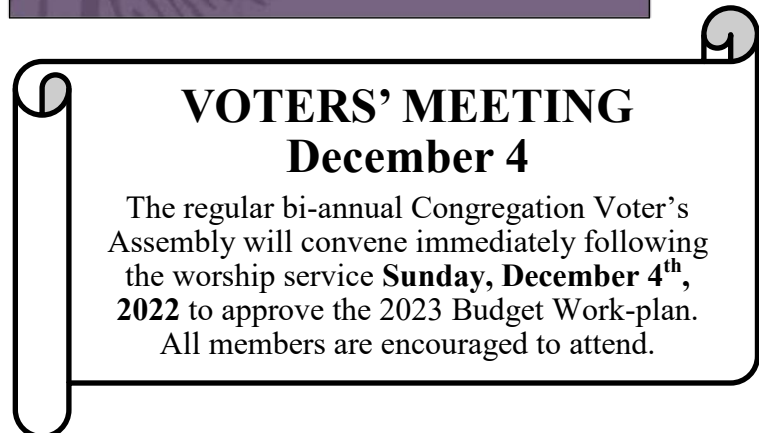 VOTERS’ MEETING
December 4
The regular bi-annual Congregation Voter’s
Assembly will convene immediately following
the worship service Sunday, December 4th,
2022 to approve the 2023 Budget Work-plan.
All members are encouraged to attend.